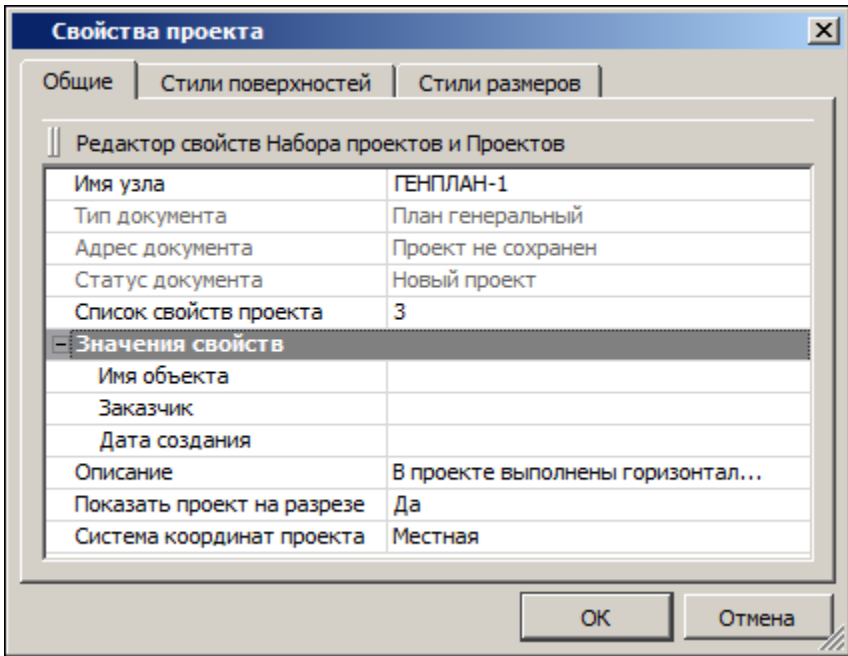 Свойства проекта
Общие Стили поверхностей Стили размеров
Редактор свойств Набора проектов и Проектов
Имя узла ГЕНПЛАН-1
Тип документа План генеральный
Адрес документа Проект не сохранен
Статус документа Новый проект
Список свойств проекта 3
Значения свойств
Имя объекта
Заказчик
Дата создания
Описание В проекте выполнены горизонтал...
Показать проект на разрезе Да
Система координат проекта Местная
ОК Отмена